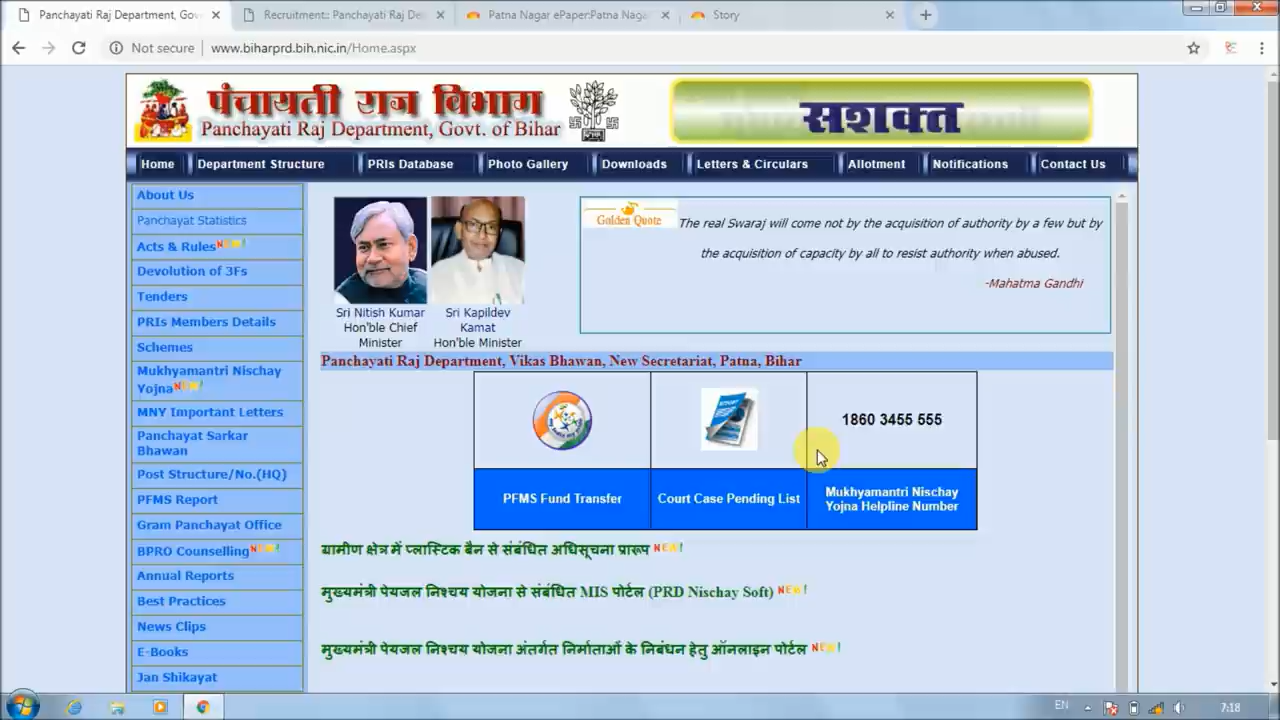 Panchayati Raj Department, Gov
Recruitment:: Panchayati Raj De
Patna Nagar ePaper:Patna Naga
Story
Not secure
www.biharprd.bih.nic.in/Home.aspx
पंचायती राज विभाग
Panchayati Raj Department, Govt. of Bihar
सशक्त
Home
Department Structure
PRIs Database
Photo Gallery
Downloads
Letters & Circulars
Allotment
Notifications
Contact Us
About Us
Panchayat Statistics
Acts & Rules NEW!
Devolution of 3Fs
Tenders
PRIs Members Details
Schemes
Mukhyamantri Nischay
Yojna NEW!
MNY Important Letters
Panchayat Sarkar
Bhawan
Post Structure/No.(HQ)
PFMS Report
Gram Panchayat Office
BPRO Counselling NEW!
Annual Reports
Best Practices
News Clips
E-Books
Jan Shikayat
Sri Nitish Kumar
Hon'ble Chief
Minister
Sri Kapildev
Kamat
Hon'ble Minister
Golden Quote
The real Swaraj will come not by the acquisition of authority by a few but by
the acquisition of capacity by all to resist authority when abused.
-Mahatma Gandhi
Panchayati Raj Department, Vikas Bhawan, New Secretariat, Patna, Bihar
1860 3455 555
PFMS Fund Transfer
Court Case Pending List
Mukhyamantri Nischay
Yojna Helpline Number
ग्रामीण क्षेत्र में प्लास्टिक बैन से संबंधित अधिसूचना प्रारूप NEW!
मुख्यमंत्री पेयजल निश्चय योजना से संबंधित MIS पोर्टल (PRD Nischay Soft) NEW!
मुख्यमंत्री पेयजल निश्चय योजना अंतर्गत निर्माताओं के निबंधन हेतु ऑनलाइन पोर्टल NEW!
EN
7:18